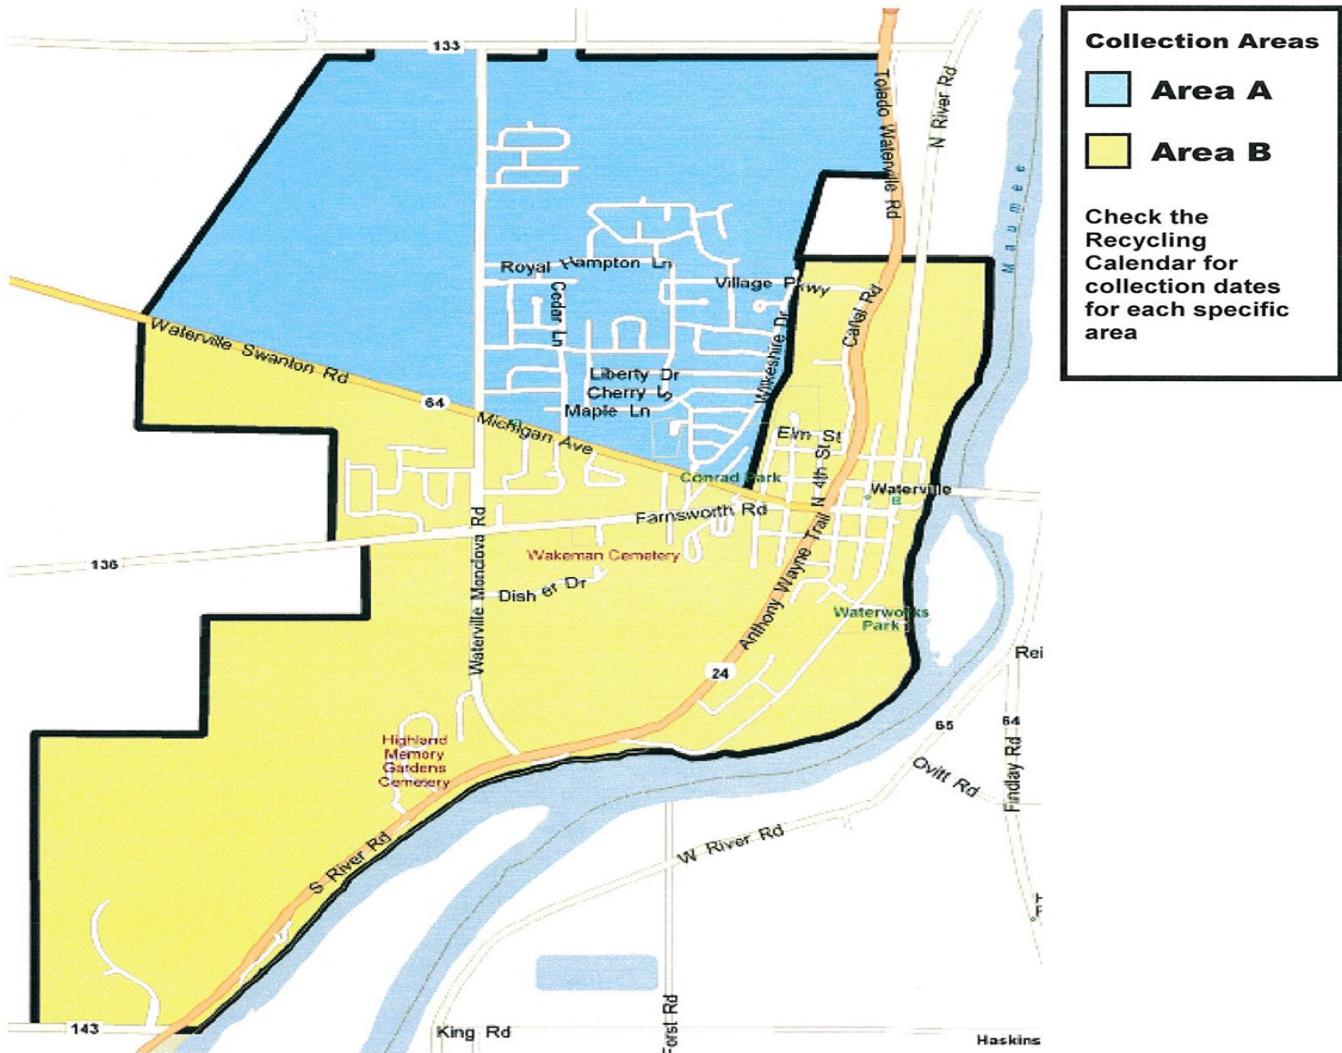 Collection Areas
Area A
Area B
Check the
Recycling
Calendar for
collection dates
for each specific
area
133
Toledo Waterville Rd
N River Rd
Maumee
Royal Hampton Ln
Cedar Ln
Village Pkwy
Wilkeshire Dr
Canal Rd
Waterville Swanton Rd
Liberty Dr
Cherry Ls
Maple Ln
64
Michigan Ave
Elm St
N 4th St
Conrad Park
Waterville
Farnsworth Rd
136
Waterville Mondova Rd
Wakeman Cemetery
Disher Dr
Anthony Wayne Trail
Waterworks
Park
24
Rei
65
64
Highland
Memory
Gardens
Cemetery
Ovitt Rd
Findlay Rd
W River Rd
S River Rd
143
King Rd
Forst Rd
Haskins